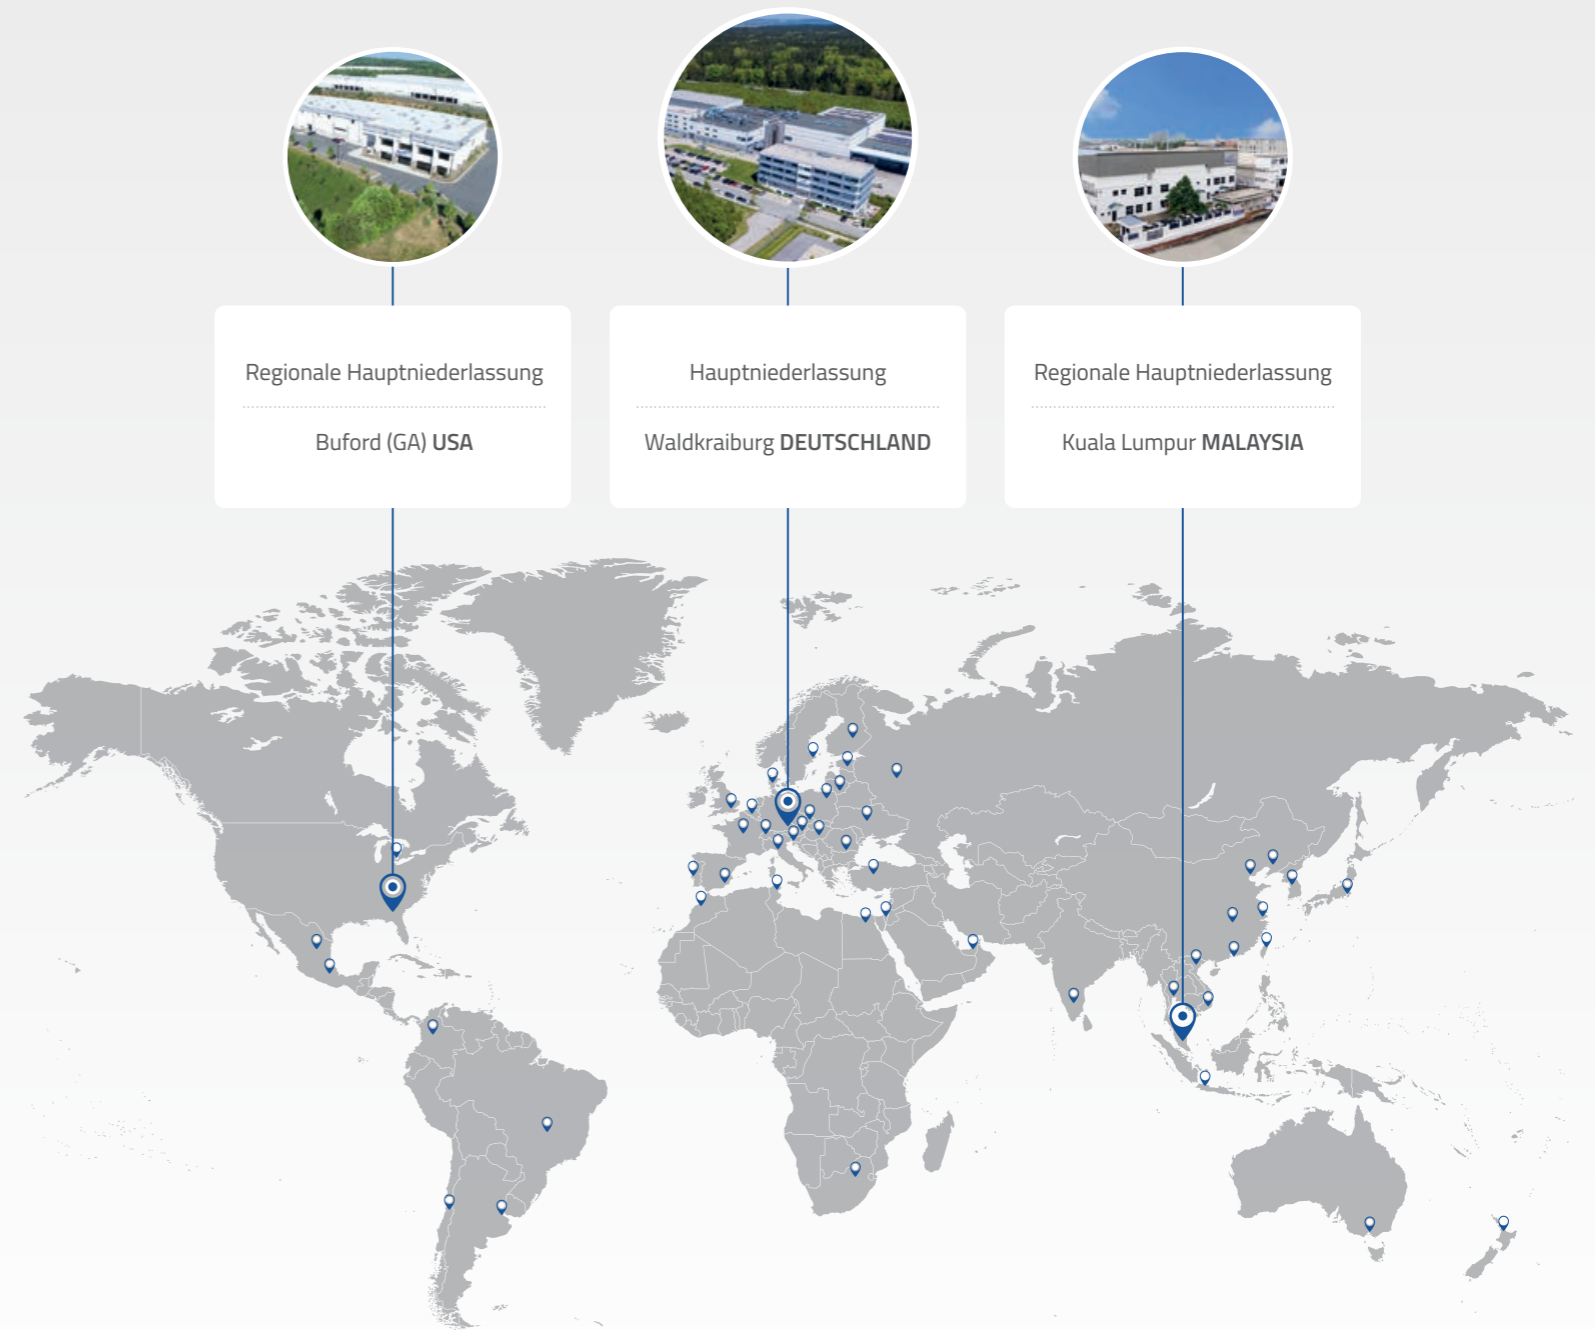 Regionale Hauptniederlassung
Buford (GA) USA
Hauptniederlassung
Waldkraiburg DEUTSCHLAND
Regionale Hauptniederlassung
Kuala Lumpur MALAYSIA